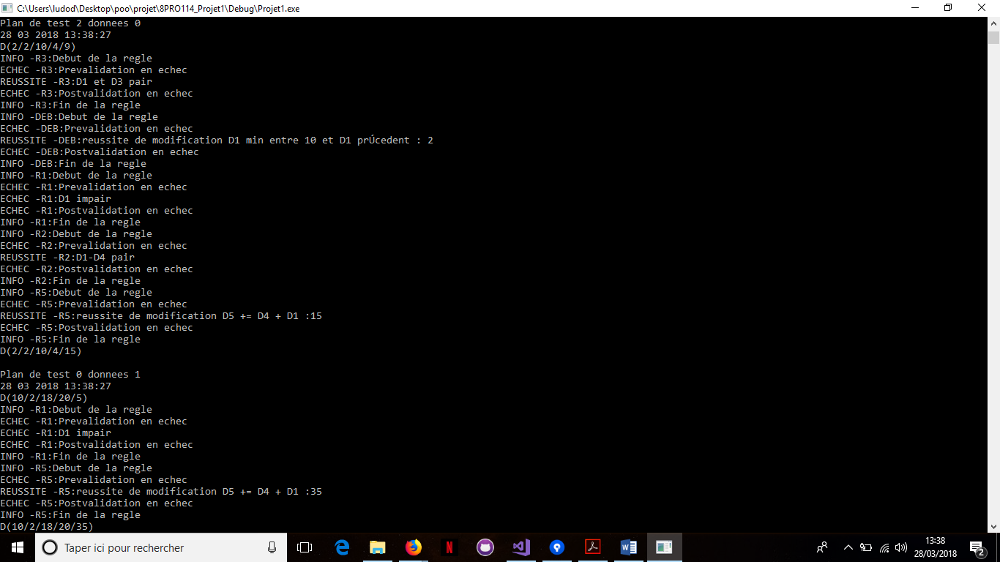 C:\Users\ludod\Desktop\poo\projet\8PRO114_Projet1\Debug\Projet1.exe
Plan de test 2 donnees 0
28 03 2018 13:38:27
D(2/2/10/4/9)
INFO -R3:Debut de la regle
ECHEC -R3:Prevalidation en echec
REUSSITE -R3:D1 et D3 pair
ECHEC -R3:Postvalidation en echec
INFO -R3:Fin de la regle
INFO -DEB:Debut de la regle
ECHEC -DEB:Prevalidation en echec
REUSSITE -DEB:reussite de modification D1 min entre 10 et D1 prÚcedent : 2
ECHEC -DEB:Postvalidation en echec
INFO -DEB:Fin de la regle
INFO -R1:Debut de la regle
ECHEC -R1:Prevalidation en echec
ECHEC -R1:D1 impair
ECHEC -R1:Postvalidation en echec
INFO -R1:Fin de la regle
INFO -R2:Debut de la regle
ECHEC -R2:Prevalidation en echec
REUSSITE -R2:D1-D4 pair
ECHEC -R2:Postvalidation en echec
INFO -R2:Fin de la regle
INFO -R5:Debut de la regle
ECHEC -R5:Prevalidation en echec
REUSSITE -R5:reussite de modification D5 += D4 + D1 :15
ECHEC -R5:Postvalidation en echec
INFO -R5:Fin de la regle
D(2/2/10/4/15)
Plan de test 0 donnees 1
28 03 2018 13:38:27
D(10/2/18/20/5)
INFO -R1:Debut de la regle
ECHEC -R1:Prevalidation en echec
ECHEC -R1:D1 impair
ECHEC -R1:Postvalidation en echec
INFO -R1:Fin de la regle
INFO -R5:Debut de la regle
ECHEC -R5:Prevalidation en echec
REUSSITE -R5:reussite de modification D5 += D4 + D1 :35
ECHEC -R5:Postvalidation en echec
INFO -R5:Fin de la regle
D(10/2/18/20/35)
Taper ici pour rechercher
13:38
28/03/2018
2